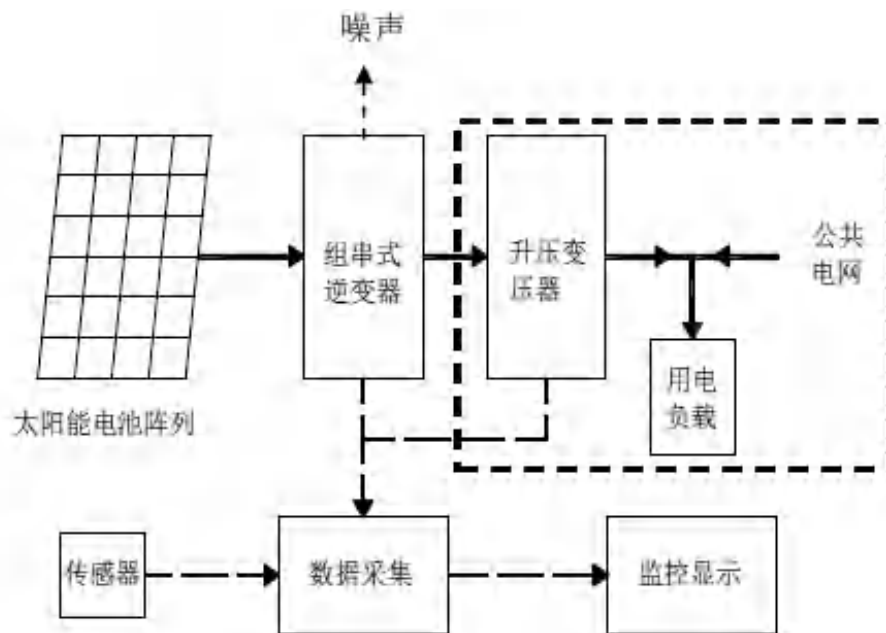 噪声
组串式
逆变器
升压变
压器
公共
电网
用电
负载
太阳能电池阵列
传感器
数据采集
监控显示